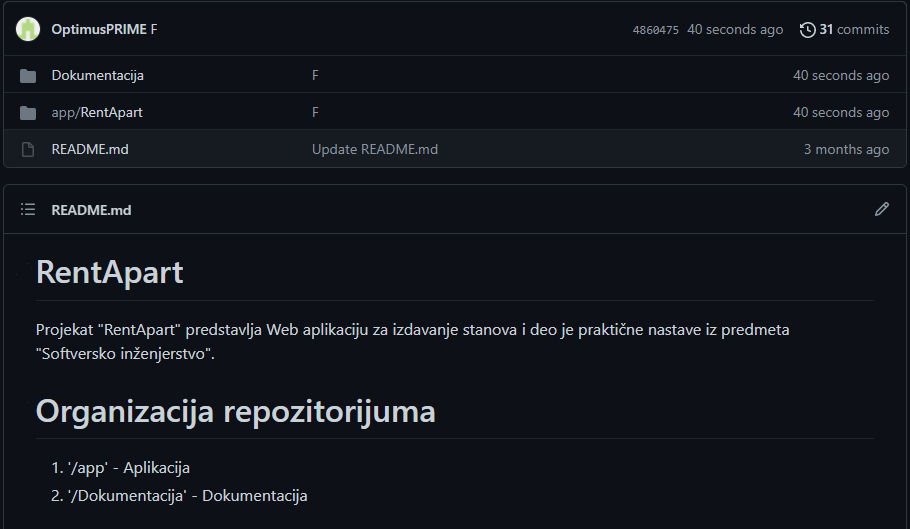 OptimusPRIME F 4860475 40 seconds ago 31 commits
Dokumentacija F 40 seconds ago
app/RentApart F 40 seconds ago
README.md Update README.md 3 months ago
README.md
RentApart
Projekat "RentApart" predstavlja Web aplikaciju za izdavanje stanova i deo je praktične nastave iz predmeta
"Softversko inženjerstvo".
Organizacija repozitorijuma
1. '/app' - Aplikacija
2. '/Dokumentacija' - Dokumentacija